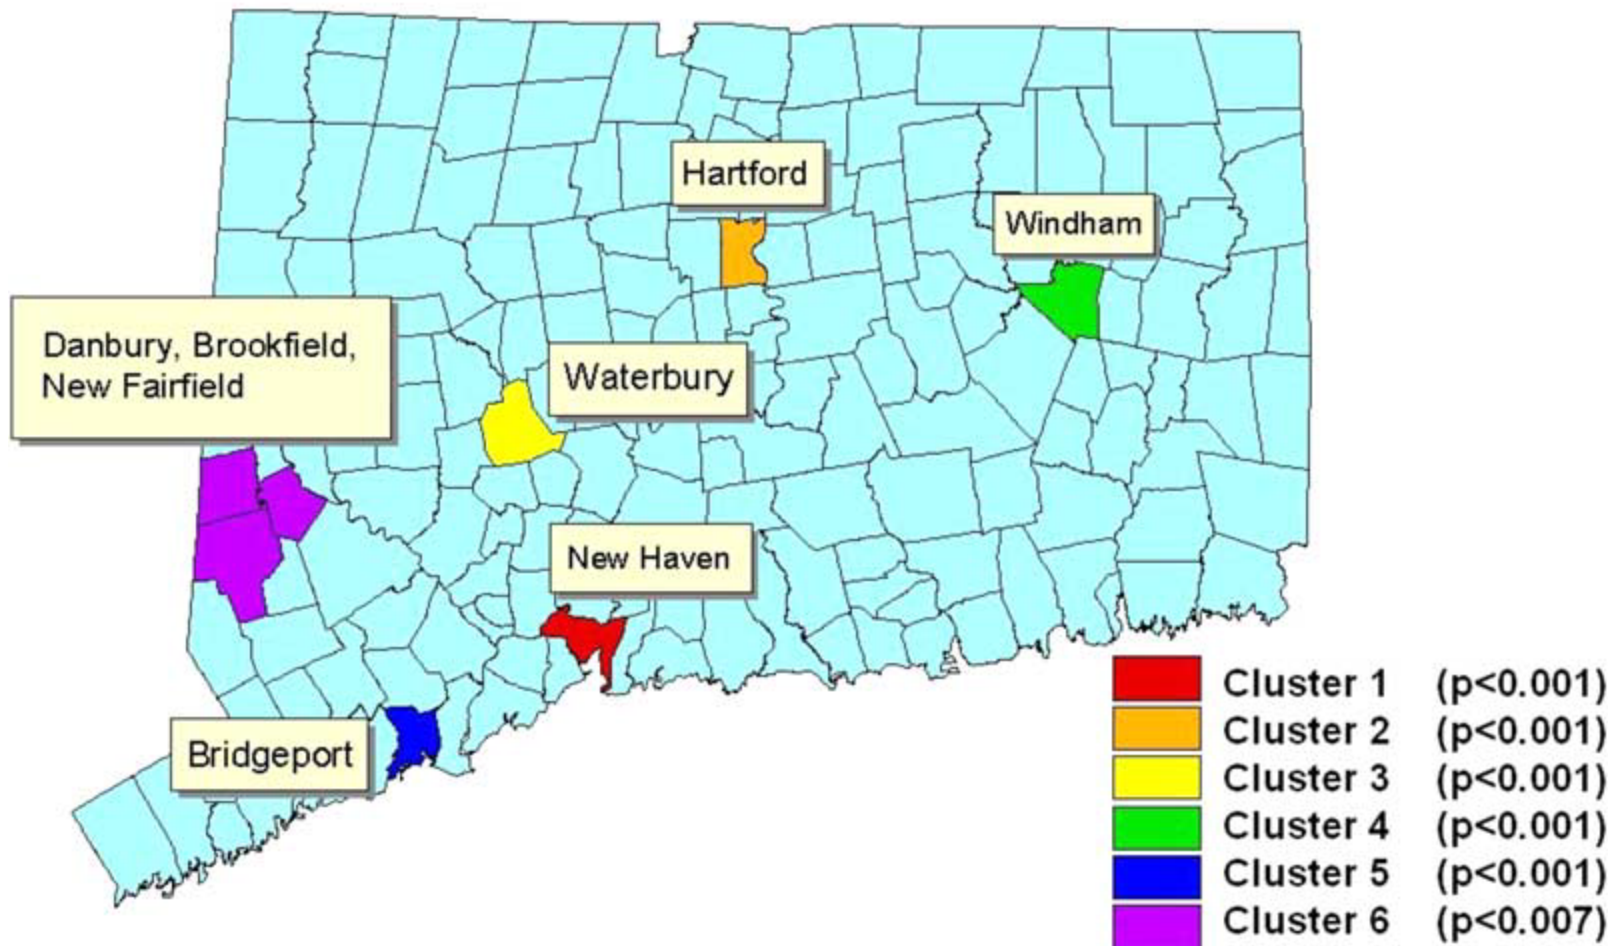 Hartford
Windham
Danbury, Brookfield,
New Fairfield
Waterbury
New Haven
Bridgeport
Cluster 1 (p<0.001)
Cluster 2 (p<0.001)
Cluster 3 (p<0.001)
Cluster 4 (p<0.001)
Cluster 5 (p<0.001)
Cluster 6 (p<0.007)